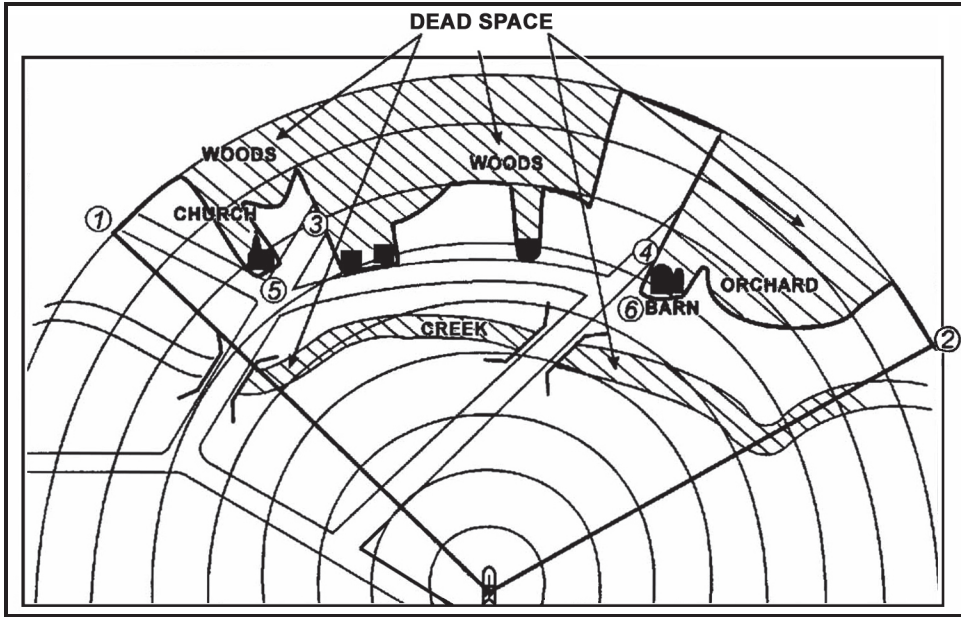 DEAD SPACE
WOODS
WOODS
CHURCH
1
3
4
5
ORCHARD
6 BARN
CREEK
2